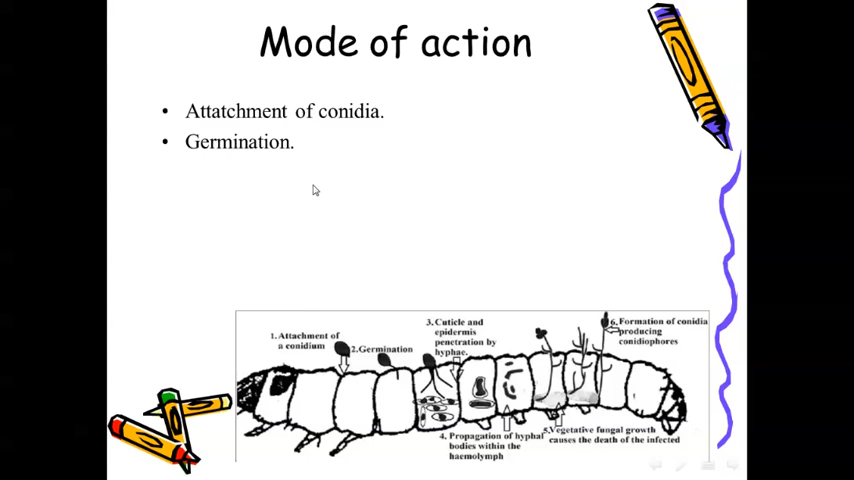 Mode of action
• Attatchment of conidia.
• Germination.
1.Attachment of
a conidium
2.Germination
3.Cuticle and
epidermis
penetration by
hyphae.
6.Formation of conidia
producing
conidiophores
4. Propagation of hyphal
bodies within the
haemolymph
5.Vegetative fungal growth
causes the death of the infected